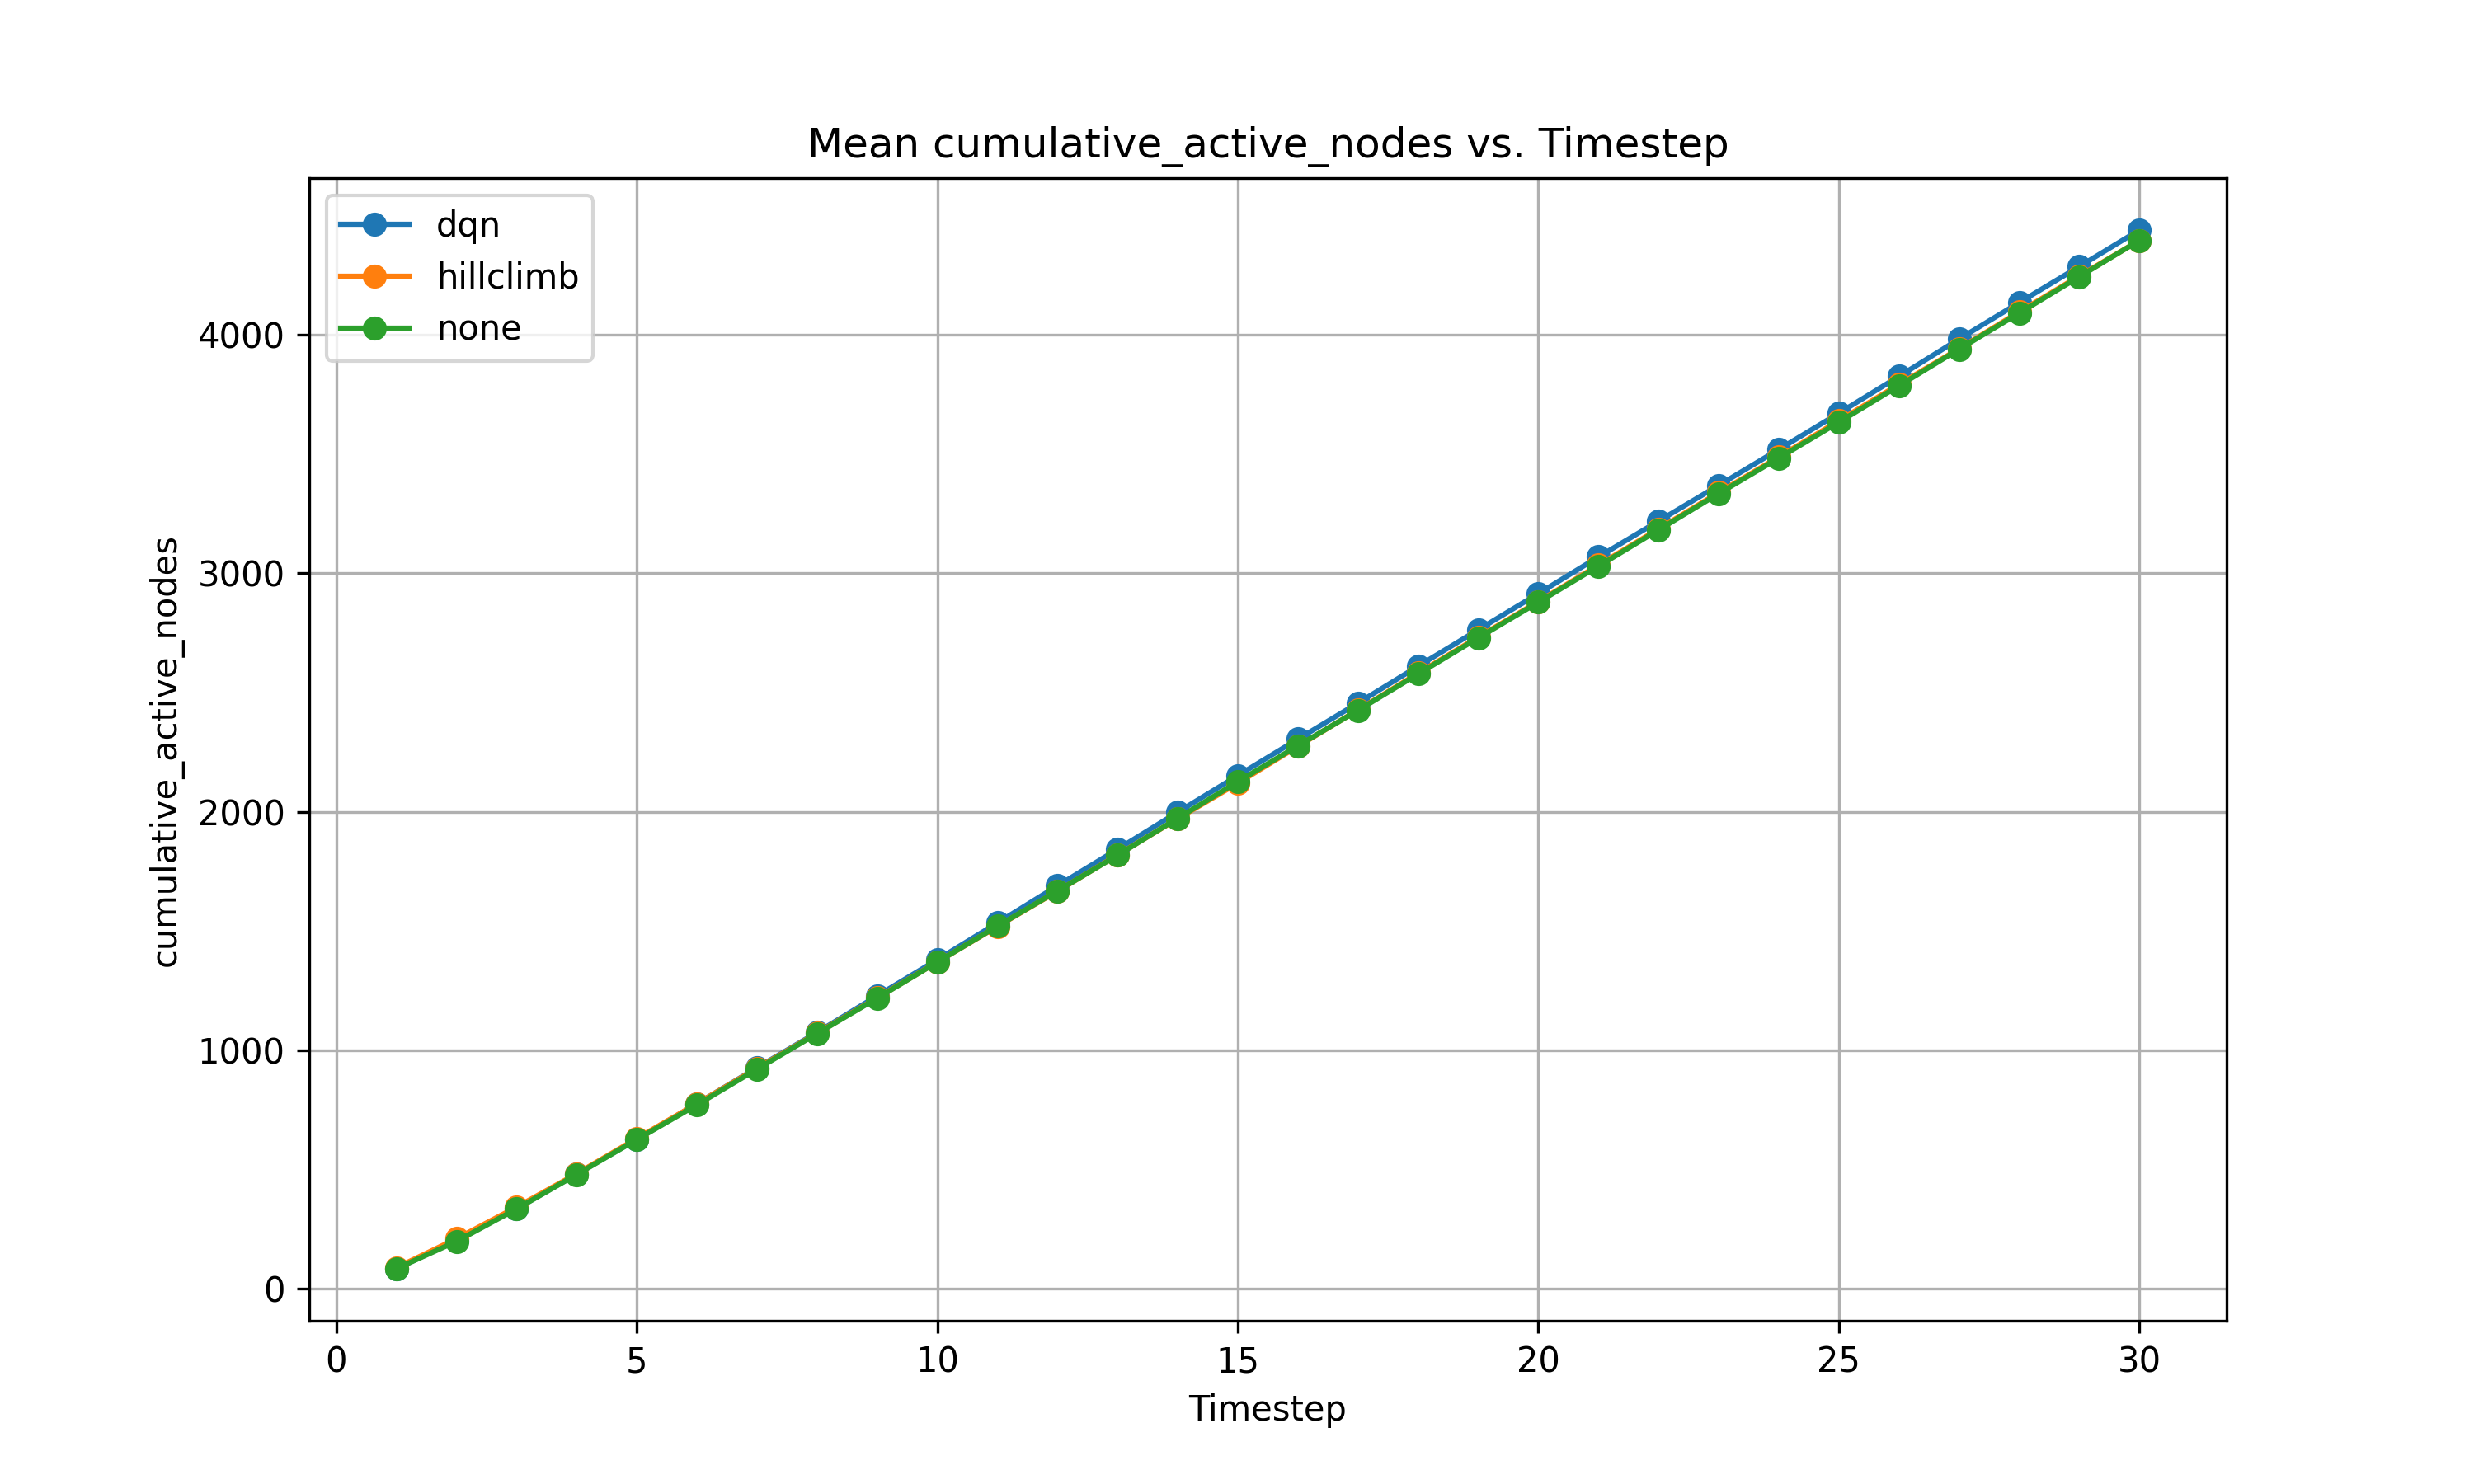 Mean cumulative_active_nodes vs. Timestep
dqn
hillclimb
none
cumulative_active_nodes
4000
3000
2000
1000
0
0 5 10 15 20 25 30
Timestep